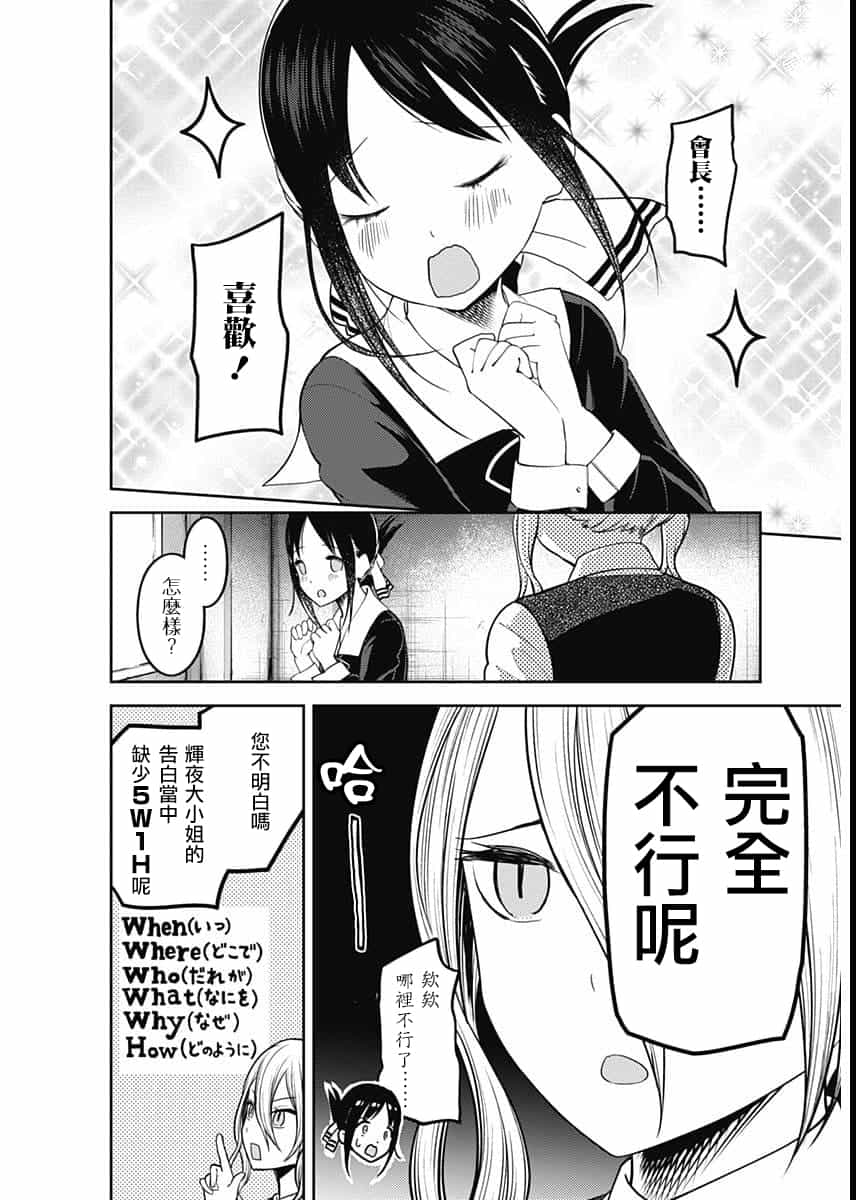 會長……
喜歡！
……
怎麼樣？
完全
不行呢
哈——
欸欸
哪裡不行了……
您不明白嗎
輝夜大小姐的
告白當中
缺少5W1H呢
When(いつ)
Where(どこで)
Who(だれが)
What(なにを)
Why(なぜ)
How(どのように)